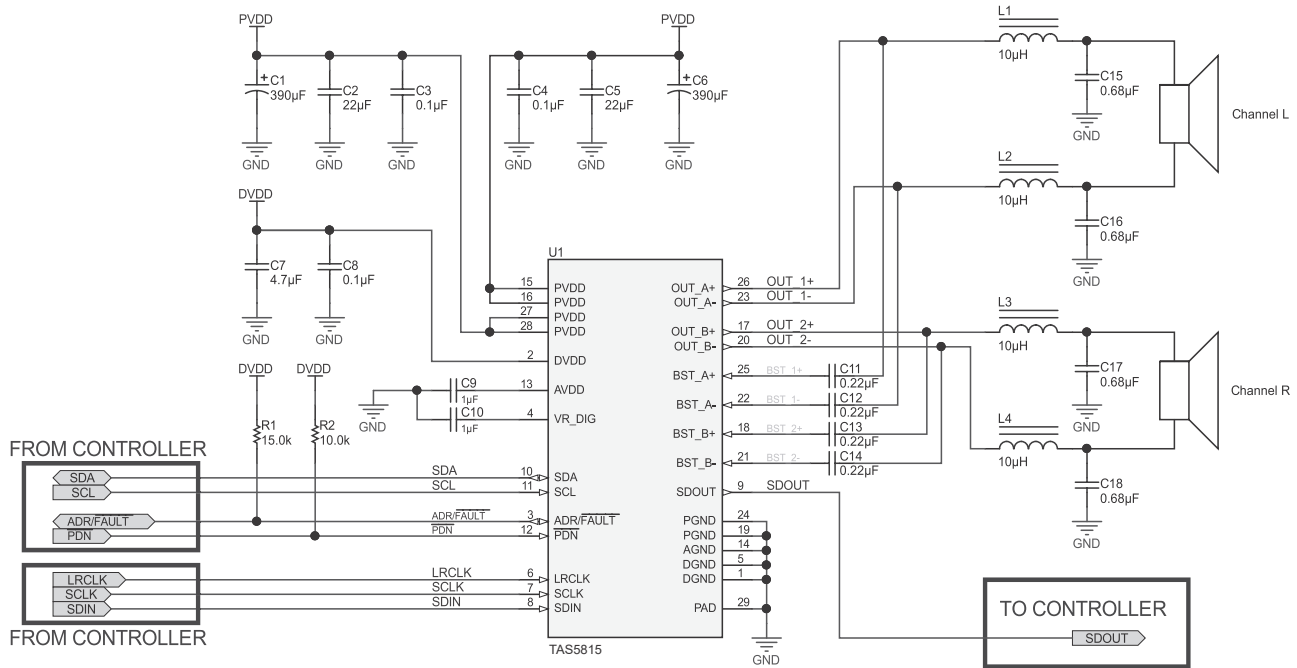 PVDD
PVDD
C1
390µF
C2
22µF
C3
0.1µF
C4
0.1µF
C5
22µF
C6
390µF
GND
GND
GND
GND
GND
GND
L1
10µH
C15
0.68µF
GND
Channel L
L2
10µH
C16
0.68µF
GND
DVDD
C7
4.7µF
C8
0.1µF
GND
GND
U1
15 PVDD
16 PVDD
27 PVDD
28 PVDD
2 DVDD
13 AVDD
4 VR_DIG
10 SDA
11 SCL
3 ADR/FAULT
12 PDN
6 LRCLK
7 SCLK
8 SDIN
TAS5815
OUT_A+ 26 OUT_1+
OUT_A- 23 OUT_1-
OUT_B+ 17 OUT_2+
OUT_B- 20 OUT_2-
BST_A+ 25 BST_1+
BST_A- 22 BST_1-
BST_B+ 18 BST_2+
BST_B- 21 BST_2-
SDOUT 9 SDOUT
PGND 24
PGND 19
AGND 14
DGND 5
DGND 1
PAD 29
GND
C11
0.22µF
C12
0.22µF
C13
0.22µF
C14
0.22µF
L3
10µH
C17
0.68µF
GND
Channel R
L4
10µH
C18
0.68µF
GND
DVDD
DVDD
R1
15.0k
R2
10.0k
C9
1µF
C10
1µF
GND
FROM CONTROLLER
SDA
SCL
ADR/FAULT
PDN
SDA
SCL
ADR/FAULT
PDN
LRCLK
SCLK
SDIN
LRCLK
SCLK
SDIN
FROM CONTROLLER
TO CONTROLLER
SDOUT